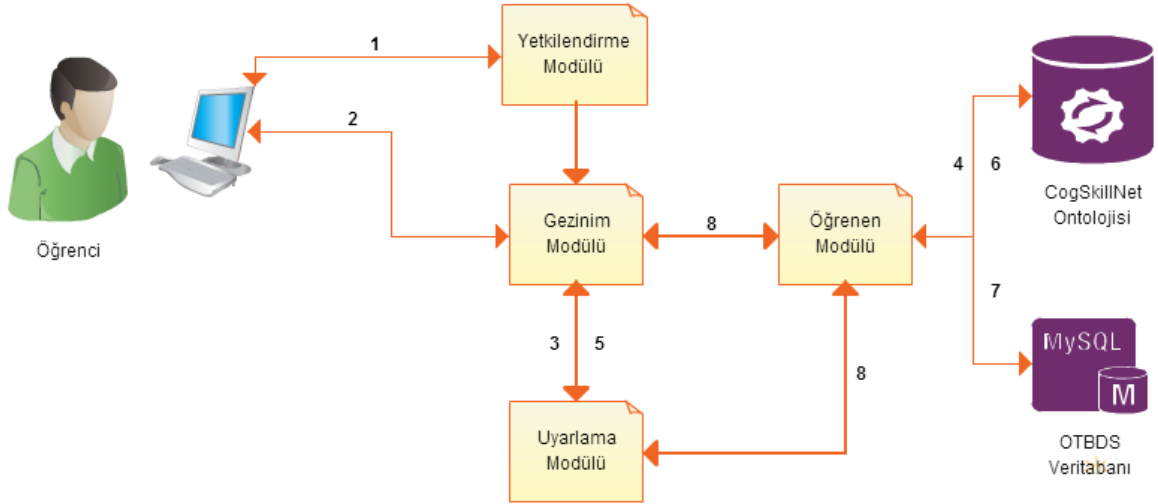 1
Yetkilendirme
Modülü
2
Öğrenci
Gezinim
Modülü
8
Öğrenen
Modülü
4
6
CogSkillNet
Ontolojisi
7
3
5
8
MySQL
M
Uyarlama
Modülü
OTBDS
Veritabanı